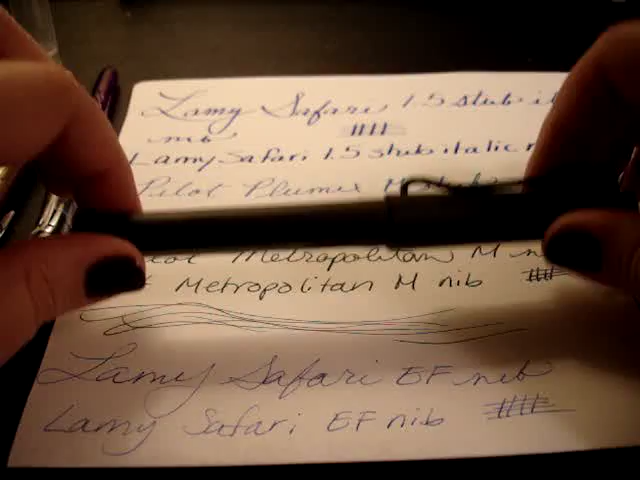 Lamy Safari 1.5 stub it
nib
Lamy Safari 1.5 stub italic n
Pilot Plumix M
Metropolitan M n
Metropolitan M nib
Lamy Safari EF nib
Lamy Safari EF nib